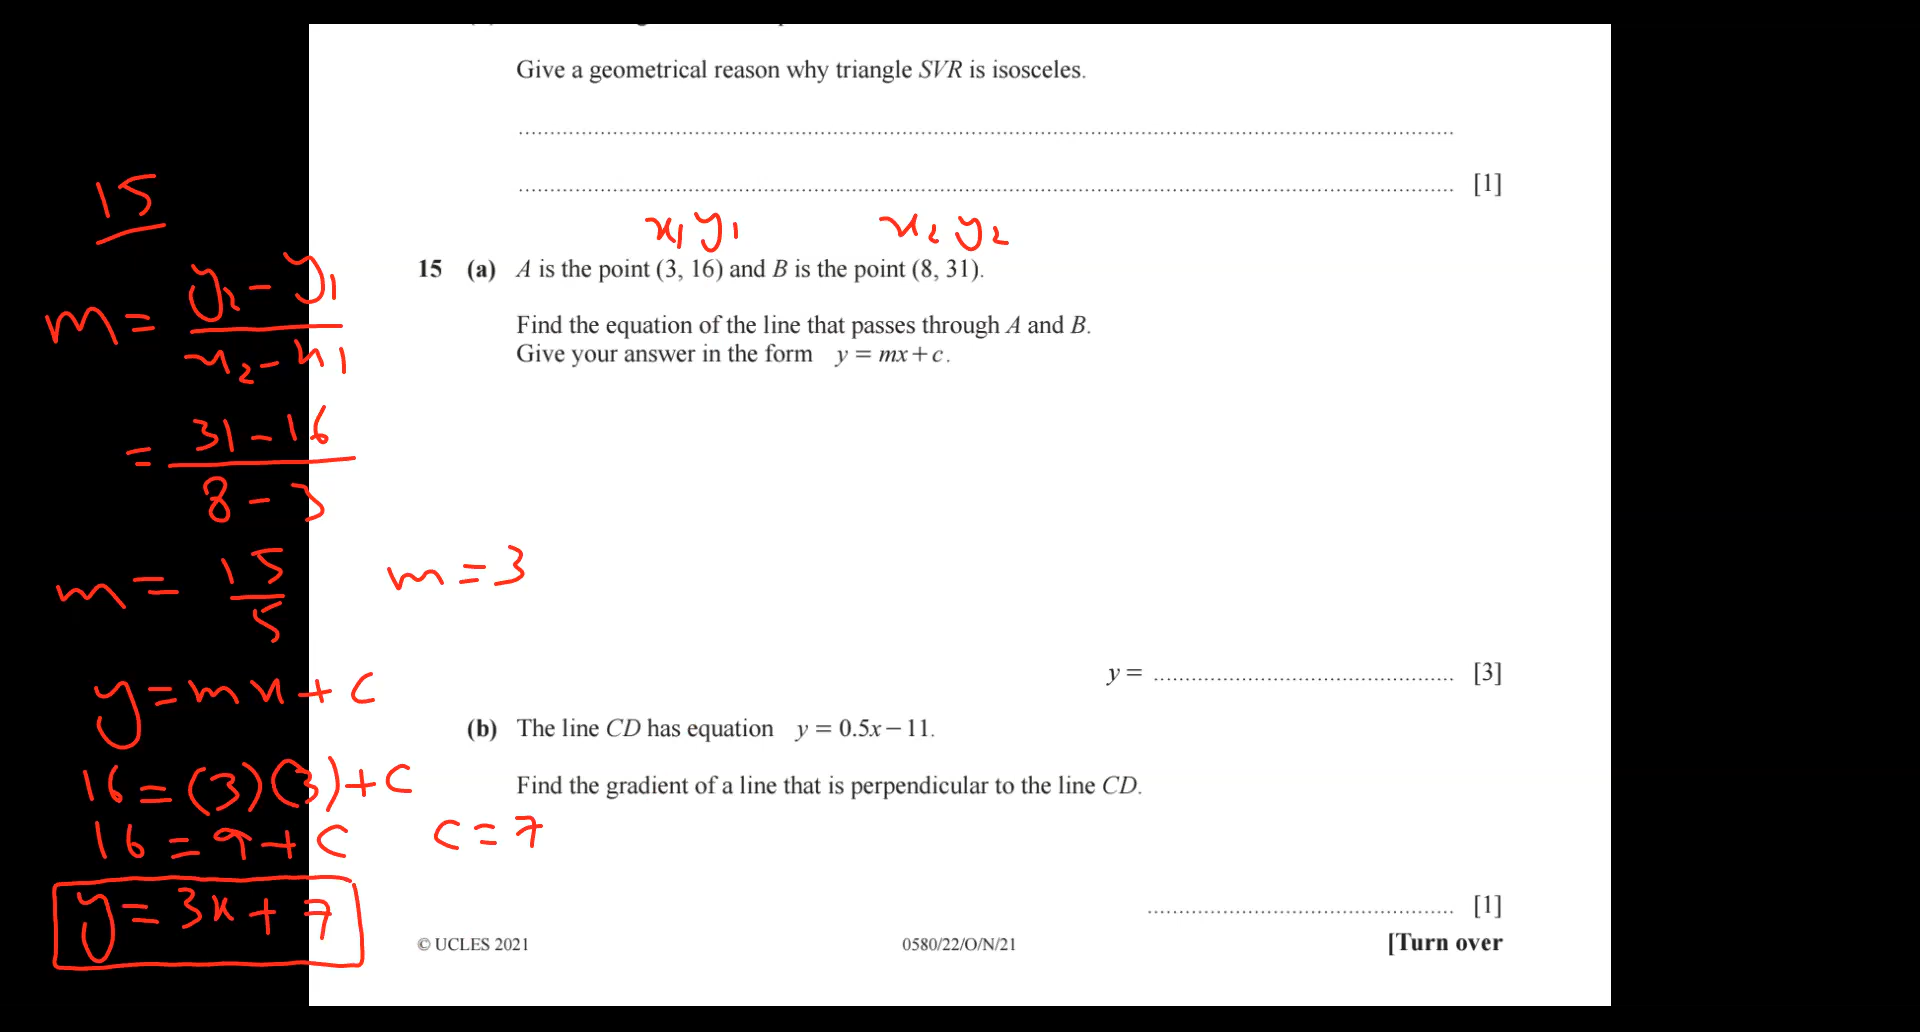 Give a geometrical reason why triangle SVR is isosceles.
[1]
x₁ y₁ x₂ y₂
15 (a) A is the point (3, 16) and B is the point (8, 31).
Find the equation of the line that passes through A and B.
Give your answer in the form y = mx + c.
y = [3]
(b) The line CD has equation y = 0.5x − 11.
Find the gradient of a line that is perpendicular to the line CD.
[1]
© UCLES 2021 0580/22/O/N/21 [Turn over
15
m = y₂ − y₁
x₂ − x₁
= 31 − 16
8 − 3
m = 15
5
m = 3
y = mx + c
16 = (3)(3) + c
16 = 9 + c c = 7
y = 3x + 7